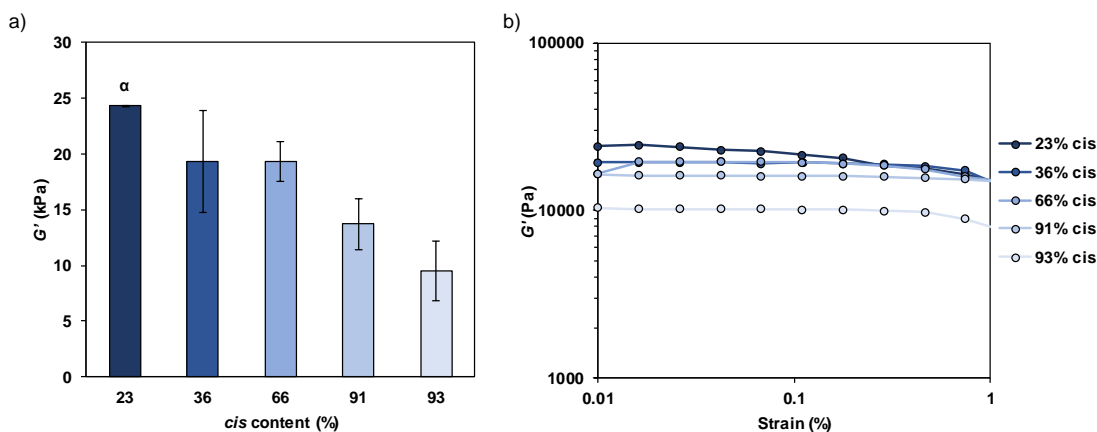 a)
30
25
20
15
10
5
0
G′ (kPa)
α
23 36 66 91 93
cis content (%)
b)
100000
10000
1000
G′ (Pa)
0.01 0.1 1
Strain (%)
23% cis
36% cis
66% cis
91% cis
93% cis